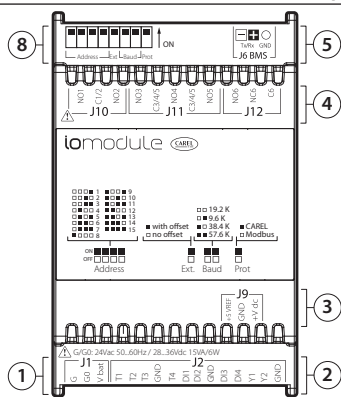 8
5
ON
Address Ext. Baud Prot
J6 BMS
Tx/Rx GND
NO1 C1/2 NO2 NO3 C3/4/5 NO4 C3/4/5 NO5 NO6 NC6 C6
J10 J11 J12
4
iomodule CAREL
1 9
2 10
3 11
4 12
5 13
6 14
7 15
8
19.2 K
9.6 K
38.4 K
57.6 K
with offset
no offset
CAREL
Modbus
ON
OFF
Address Ext. Baud Prot
J9
+5 VREF GND +V dc
3
G/G0: 24Vac 50..60Hz / 28...36Vdc 15VA/6W
J1 J2
G G0 V bat T1 T2 T3 GND T4 DI1 DI2 GND DI3 DI4 Y1 Y2 GND
1
2